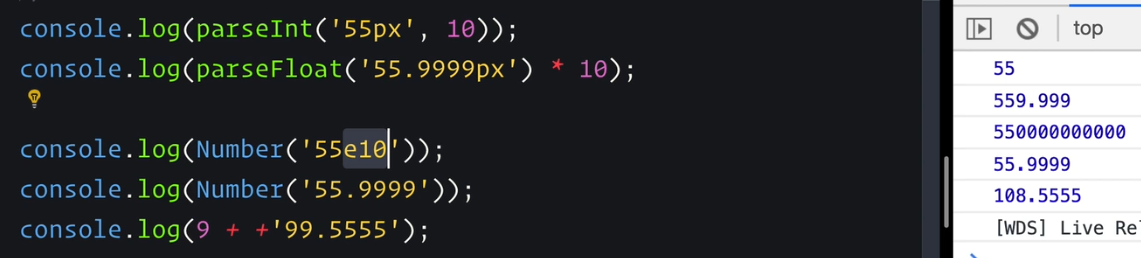 console.log(parseInt('55px', 10));
console.log(parseFloat('55.9999px') * 10);
console.log(Number('55e10'));
console.log(Number('55.9999'));
console.log(9 + +'99.5555');
top
55
559.999
550000000000
55.9999
108.5555
[WDS] Live